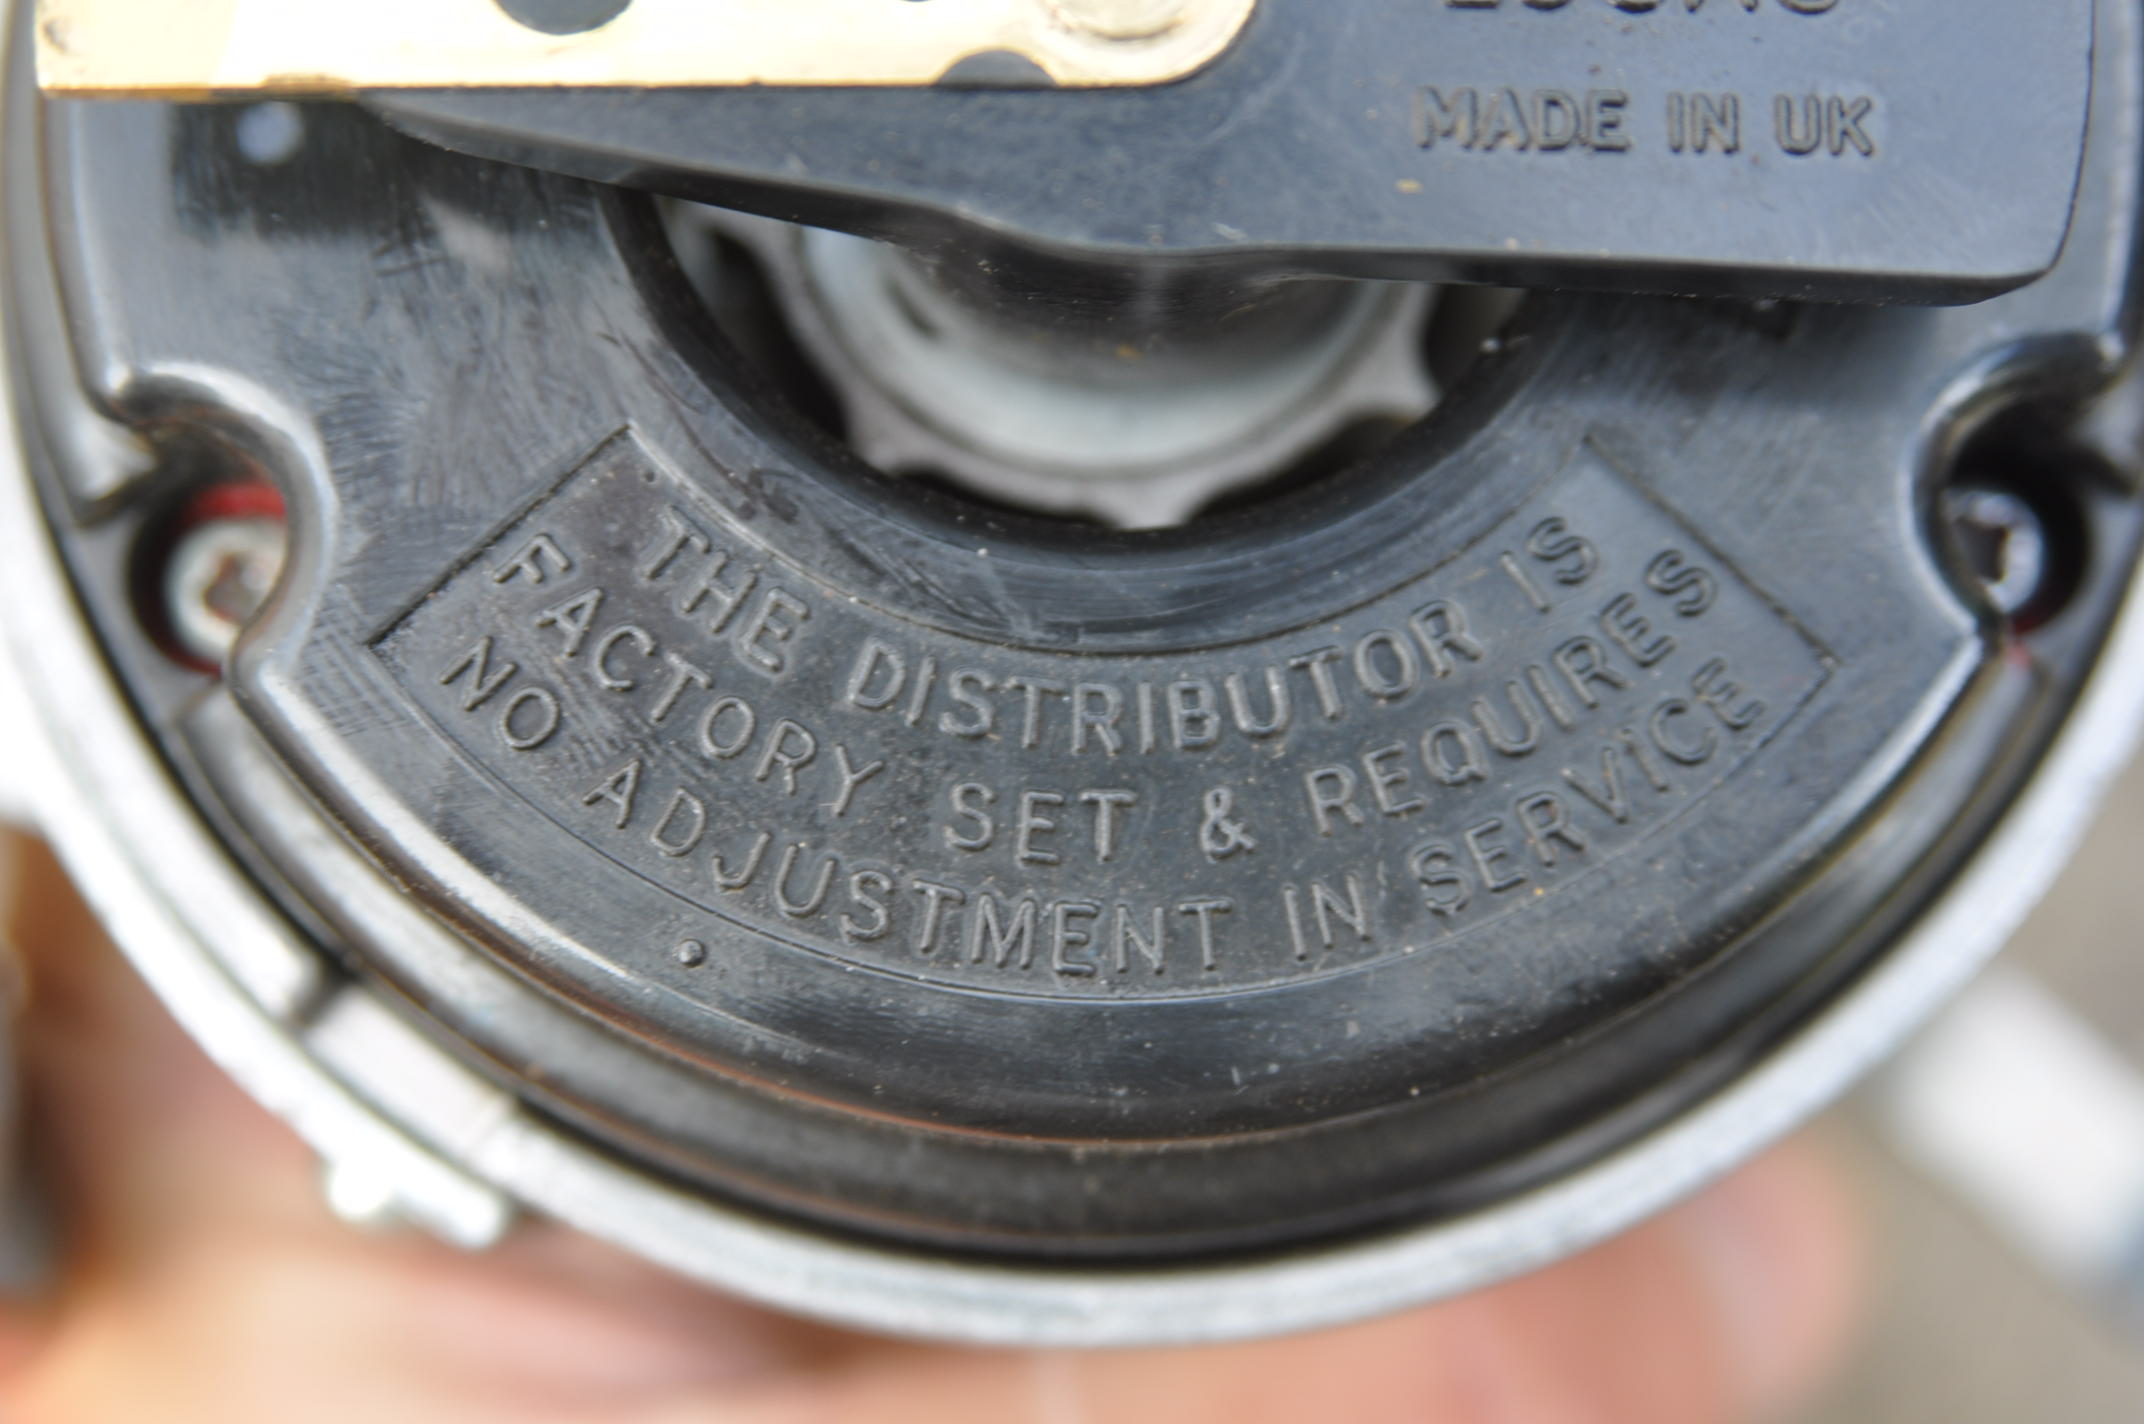 MADE IN UK
THE DISTRIBUTOR IS
FACTORY SET & REQUIRES
NO ADJUSTMENT IN SERVICE